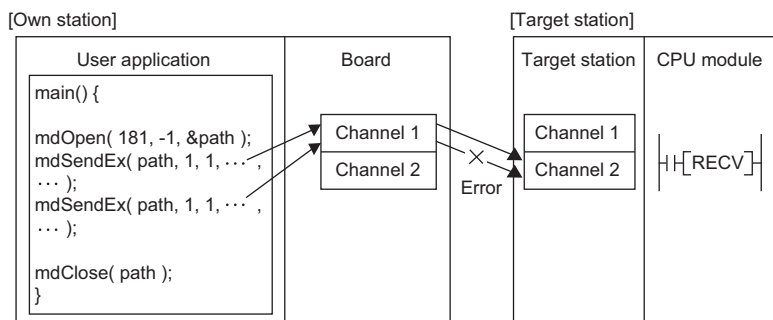 [Own station]
[Target station]
User application
Board
Target station
CPU module
main() {
mdOpen( 181, -1, &path );
mdSendEx( path, 1, 1, ··· ,
··· );
mdSendEx( path, 1, 1, ··· ,
··· );
mdClose( path );
}
Channel 1
Channel 2
Error
Channel 1
Channel 2
RECV